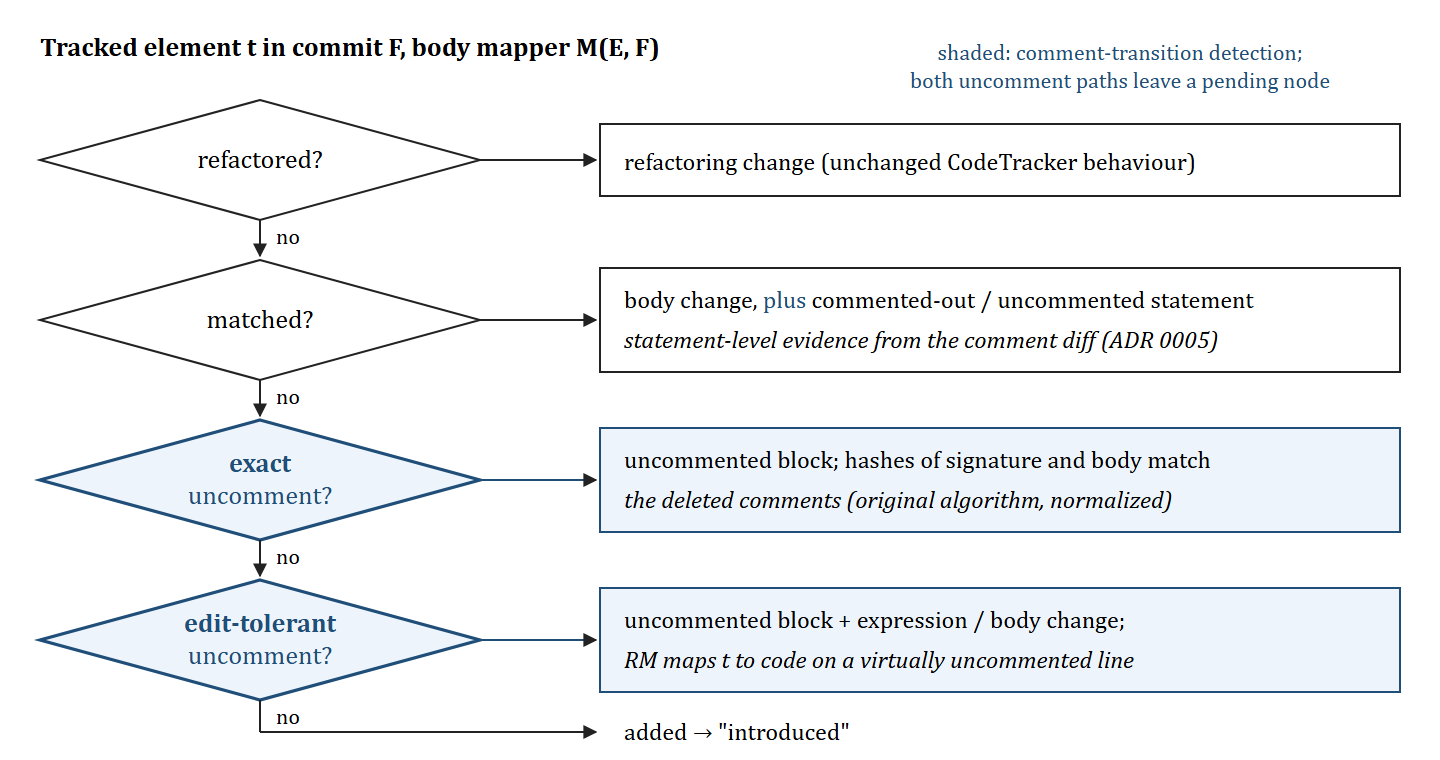 Tracked element t in commit F, body mapper M(E, F)
shaded: comment-transition detection;
both uncomment paths leave a pending node
refactored?
refactoring change (unchanged CodeTracker behaviour)
no
matched?
body change, plus commented-out / uncommented statement
statement-level evidence from the comment diff (ADR 0005)
no
exact
uncomment?
uncommented block; hashes of signature and body match
the deleted comments (original algorithm, normalized)
no
edit-tolerant
uncomment?
uncommented block + expression / body change;
RM maps t to code on a virtually uncommented line
no
added → "introduced"